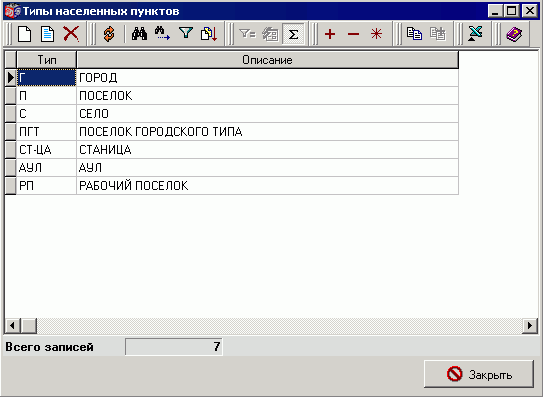 Типы населенных пунктов
Тип Описание
Г ГОРОД
П ПОСЕЛОК
С СЕЛО
ПГТ ПОСЕЛОК ГОРОДСКОГО ТИПА
СТ-ЦА СТАНИЦА
АУЛ АУЛ
РП РАБОЧИЙ ПОСЕЛОК
Всего записей 7
Закрыть